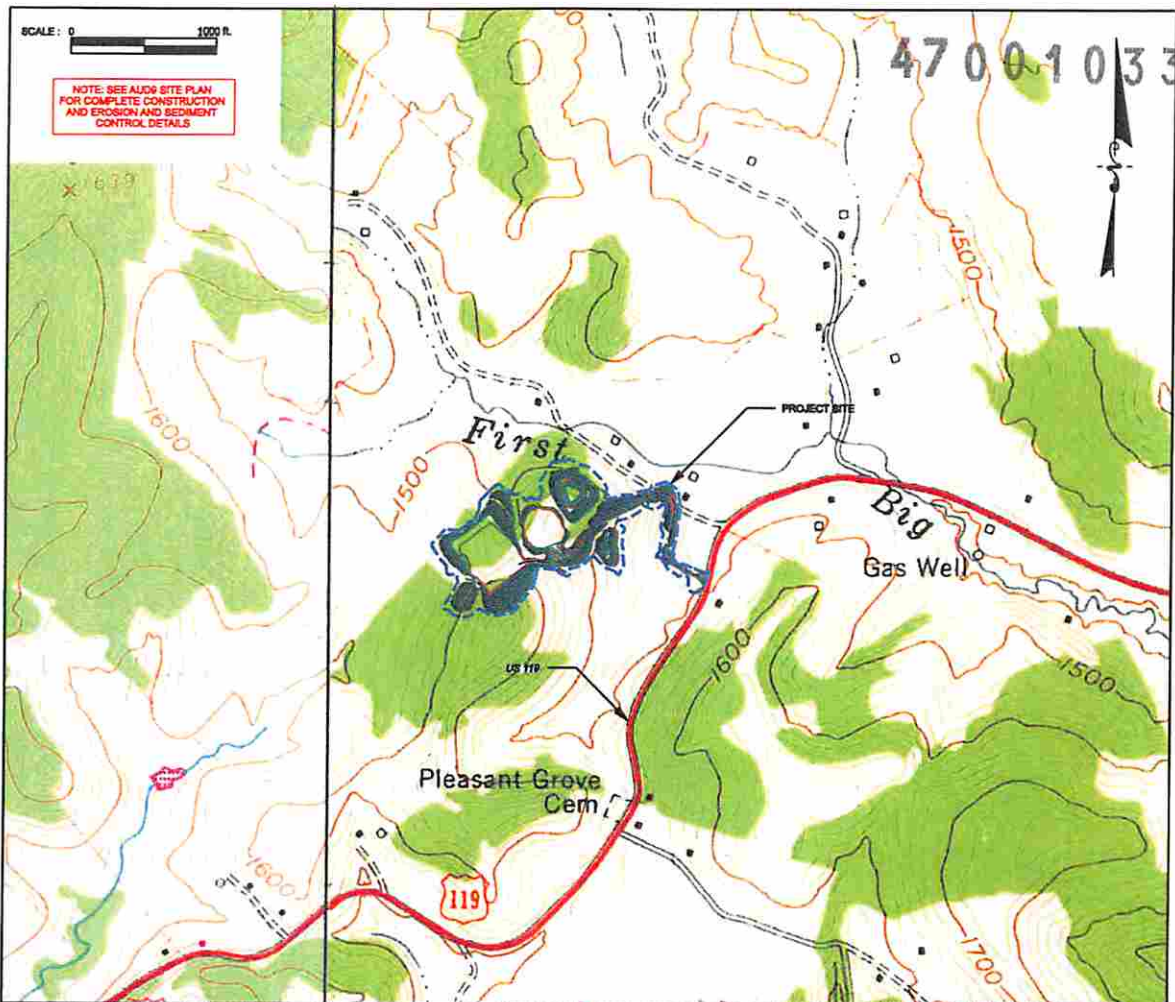 SCALE : 0 1000 ft.
47001033
NOTE: SEE AUD9 SITE PLAN
FOR COMPLETE CONSTRUCTION
AND EROSION AND SEDIMENT
CONTROL DETAILS
1639
1500
PROJECT SITE
1600
First
1500
Big
Gas Well
1600
1500
US 119
Pleasant Grove
Cem
1600
119
1700